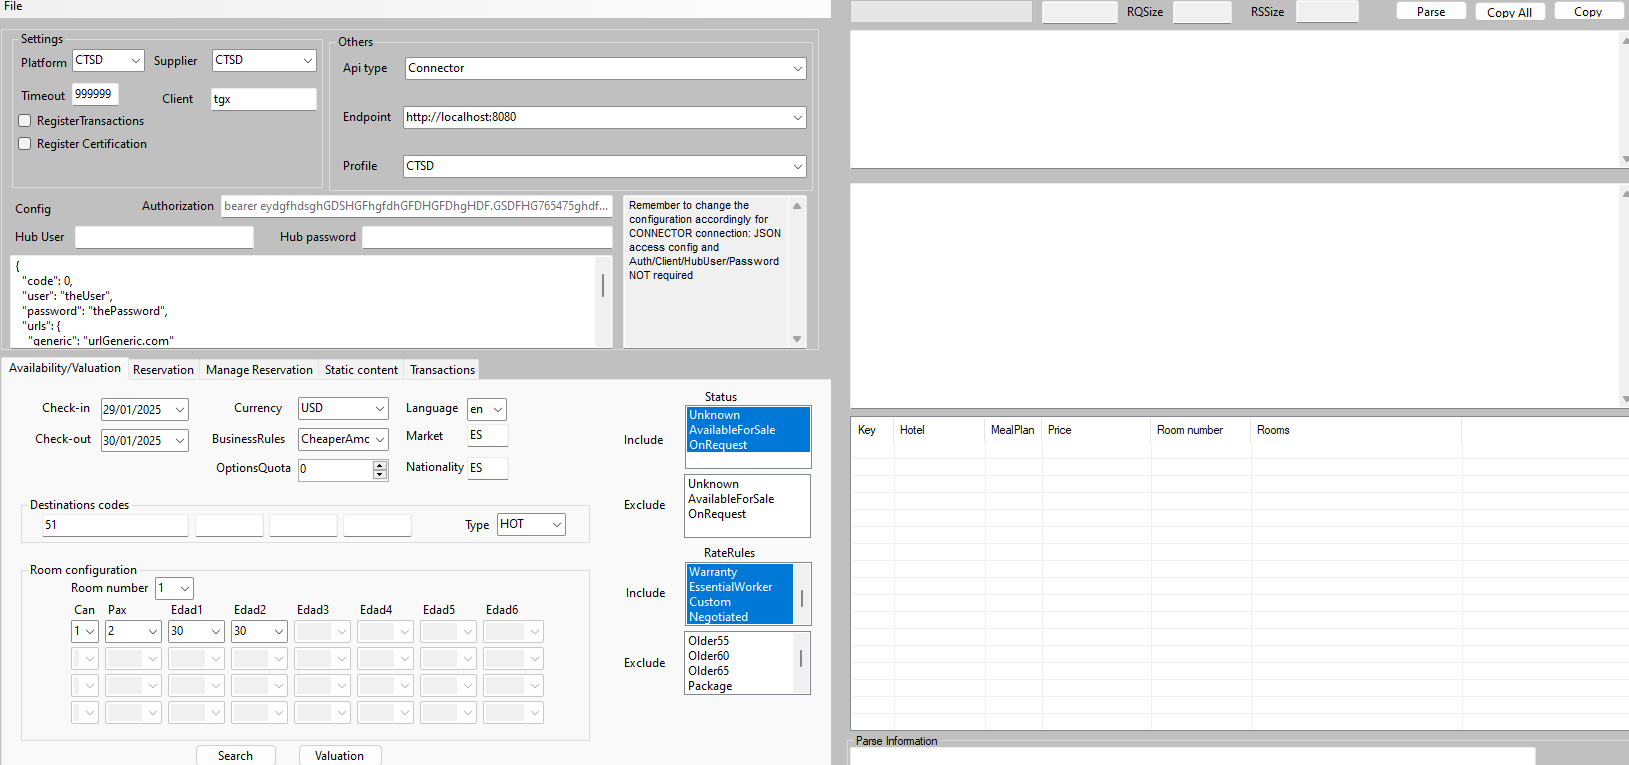 File
Settings
Platform CTSD Supplier CTSD
Timeout 999999 Client tgx
RegisterTransactions
Register Certification
Others
Api type Connector
Endpoint http://localhost:8080
Profile CTSD
Config Authorization bearer eydgfhdsghGDSHGFhgfdhGFDHGFDhgHDF.GSDFHG765475ghdf...
Hub User Hub password
{
"code": 0,
"user": "theUser",
"password": "thePassword",
"urls": {
"generic": "urlGeneric.com"
Remember to change the
configuration accordingly for
CONNECTOR connection: JSON
access config and
Auth/Client/HubUser/Password
NOT required
Availability/Valuation Reservation Manage Reservation Static content Transactions
Check-in 29/01/2025 Currency USD Language en
Check-out 30/01/2025 BusinessRules CheaperAmc Market ES
OptionsQuota 0 Nationality ES
Destinations codes
51 Type HOT
Room configuration
Room number 1
Can Pax Edad1 Edad2 Edad3 Edad4 Edad5 Edad6
1 2 30 30
Search Valuation
Status
Include
Unknown
AvailableForSale
OnRequest
Exclude
Unknown
AvailableForSale
OnRequest
RateRules
Include
Warranty
EssentialWorker
Custom
Negotiated
Exclude
Older55
Older60
Older65
Package
RQSize RSSize Parse Copy All Copy
Key Hotel MealPlan Price Room number Rooms
Parse Information